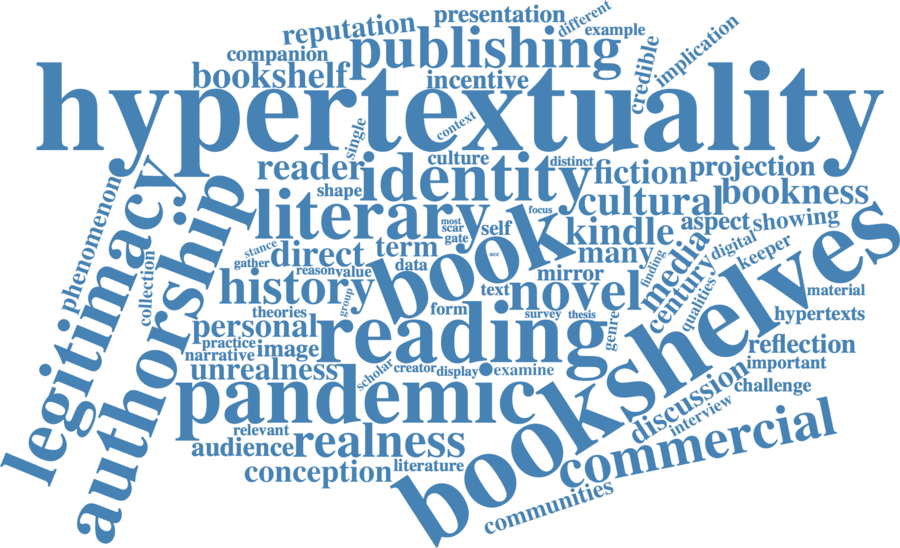 different
presentation
reputation
example
implication
companion
publishing
credible
bookshelf
incentive
hypertextuality
context
single
culture
distinct
reader
identity
fiction
projection
phenomenon
shape
cultural
bookness
legitimacy
authorship
literary
most
scar
gate
self
focus
book
kindle
aspect
showing
stance
gather
direct
term
data
acc
many
media
digital
keeper
collection
reason
value
mirror
finding
history
group
text
novel
century
qualities
material
theories
form
survey
thesis
genre
hypertexts
personal
reading
bookshelves
practice
narrative
image
reflection
unrealness
scholar
creator
display
examine
important
pandemic
discussion
challenge
relevant
interview
audience
realness
commercial
conception
literature
communities